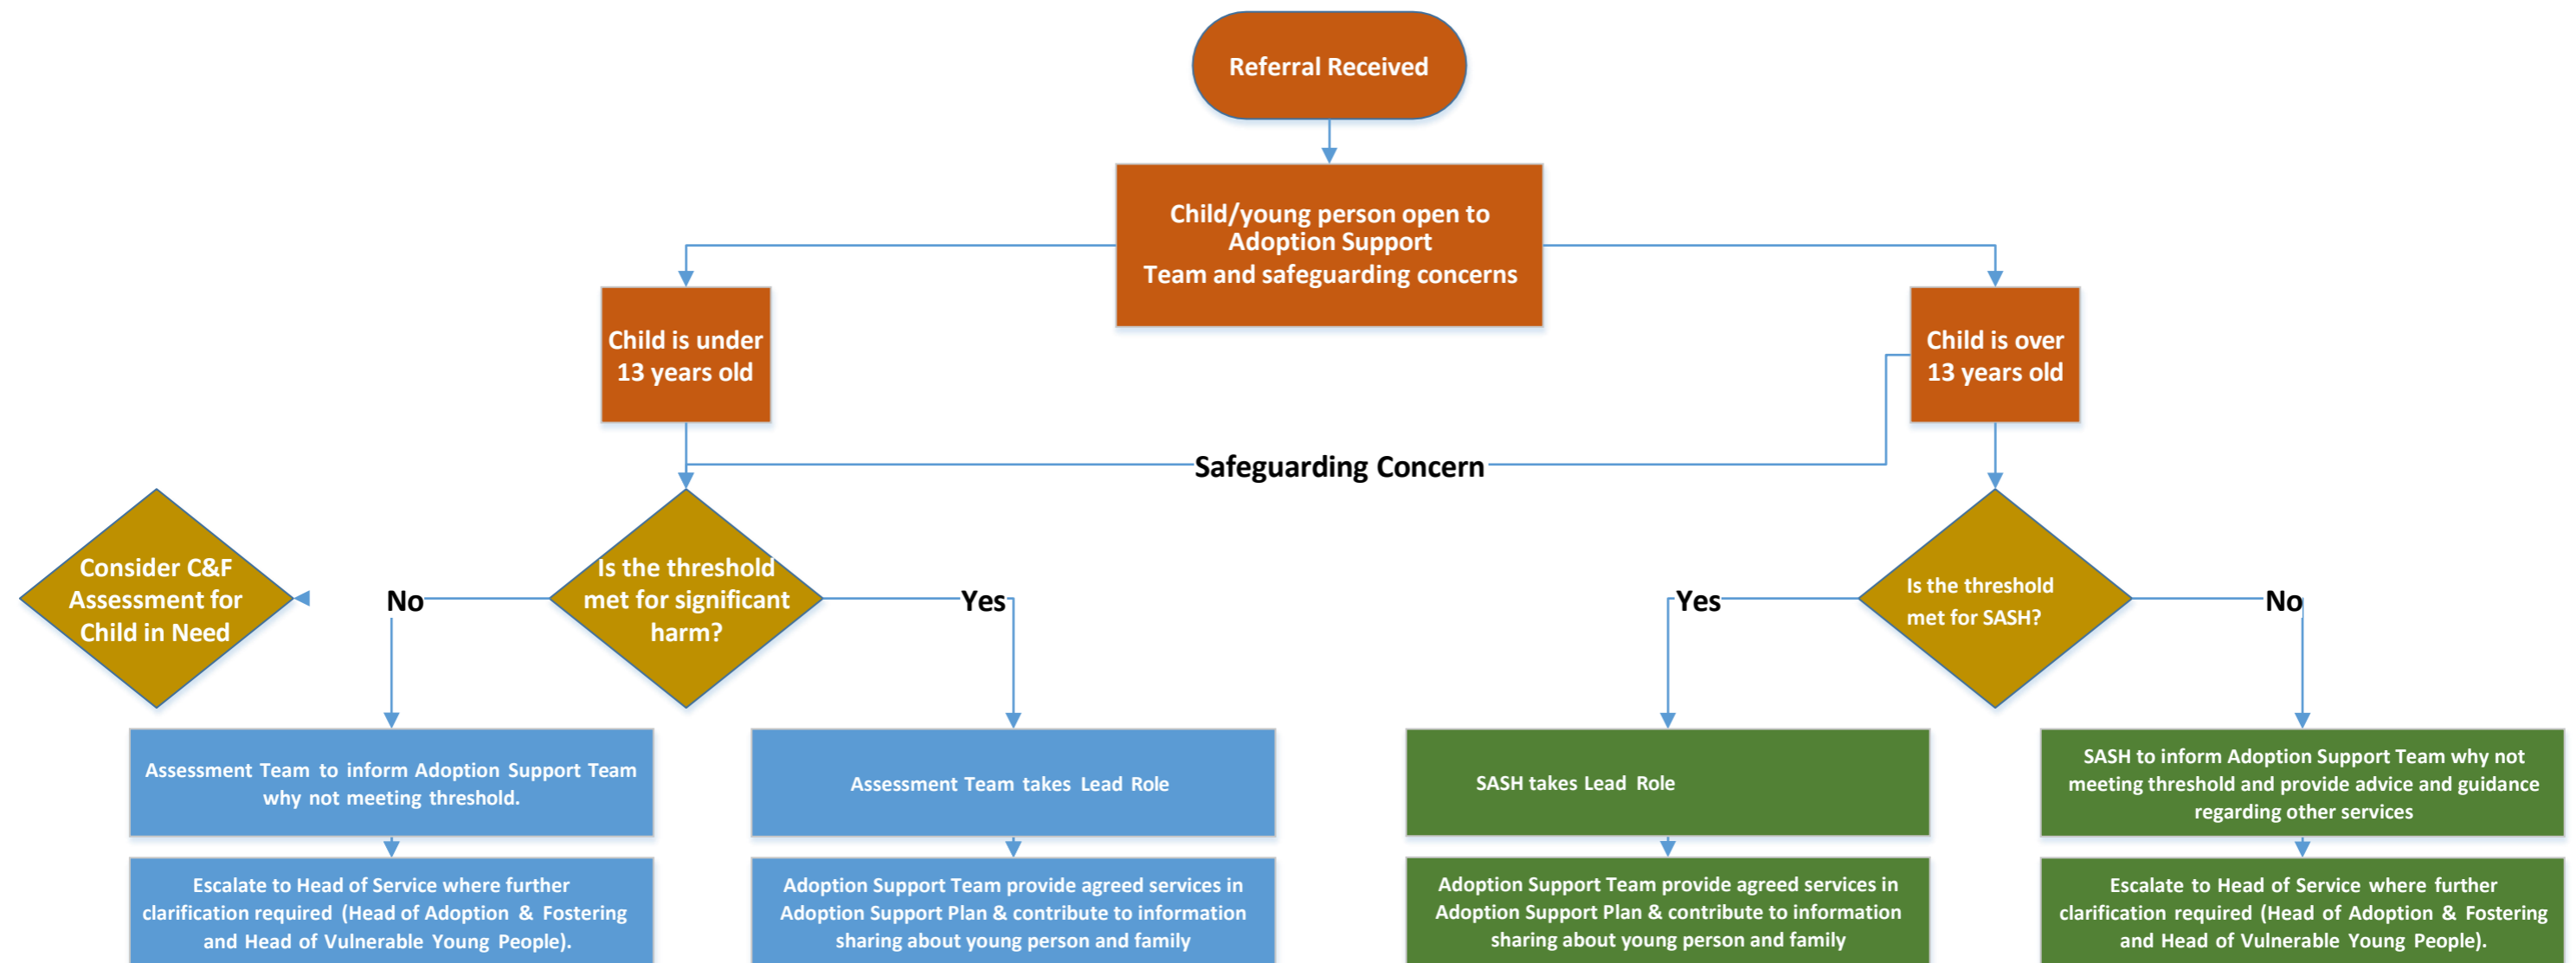 Referral Received
Child/young person open to
Adoption Support
Team and safeguarding concerns
Child is under
13 years old
Child is over
13 years old
Safeguarding Concern
Consider C&F
Assessment for
Child in Need
No
Is the threshold
met for significant
harm?
Yes
Yes
Is the threshold
met for SASH?
No
Assessment Team to inform Adoption Support Team
why not meeting threshold.
Assessment Team takes Lead Role
SASH takes Lead Role
SASH to inform Adoption Support Team why not
meeting threshold and provide advice and guidance
regarding other services
Escalate to Head of Service where further
clarification required (Head of Adoption & Fostering
and Head of Vulnerable Young People).
Adoption Support Team provide agreed services in
Adoption Support Plan & contribute to information
sharing about young person and family
Adoption Support Team provide agreed services in
Adoption Support Plan & contribute to information
sharing about young person and family
Escalate to Head of Service where further
clarification required (Head of Adoption & Fostering
and Head of Vulnerable Young People).